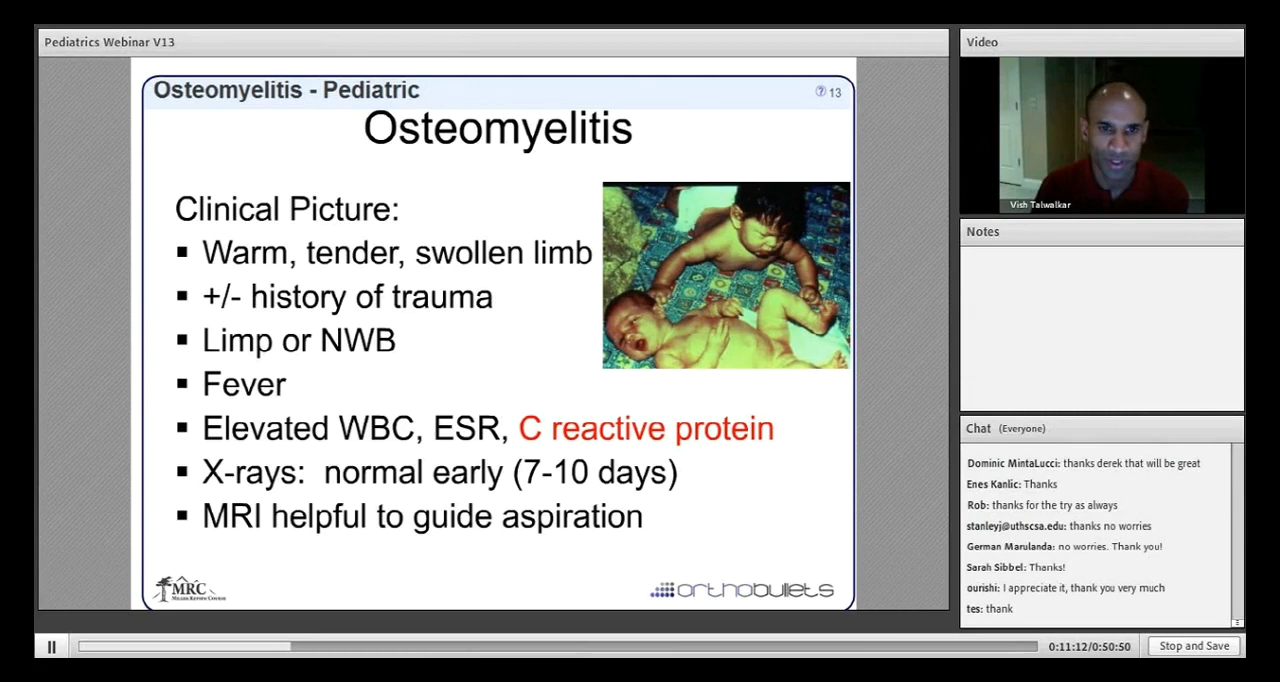 Pediatrics Webinar V13
Osteomyelitis - Pediatric
? 13
Osteomyelitis
Clinical Picture:
▪ Warm, tender, swollen limb
▪ +/- history of trauma
▪ Limp or NWB
▪ Fever
▪ Elevated WBC, ESR, C reactive protein
▪ X-rays: normal early (7-10 days)
▪ MRI helpful to guide aspiration
MRC
MILLER REVIEW COURSE
orthobullets
Video
Vish Talwalkar
Notes
Chat (Everyone)
Dominic MintaLucci: thanks derek that will be great
Enes Kanlic: Thanks
Rob: thanks for the try as always
stanleyj@uthscsa.edu: thanks no worries
German Marulanda: no worries. Thank you!
Sarah Sibbel: Thanks!
ourishi: I appreciate it, thank you very much
tes: thank
0:11:12/0:50:50
Stop and Save